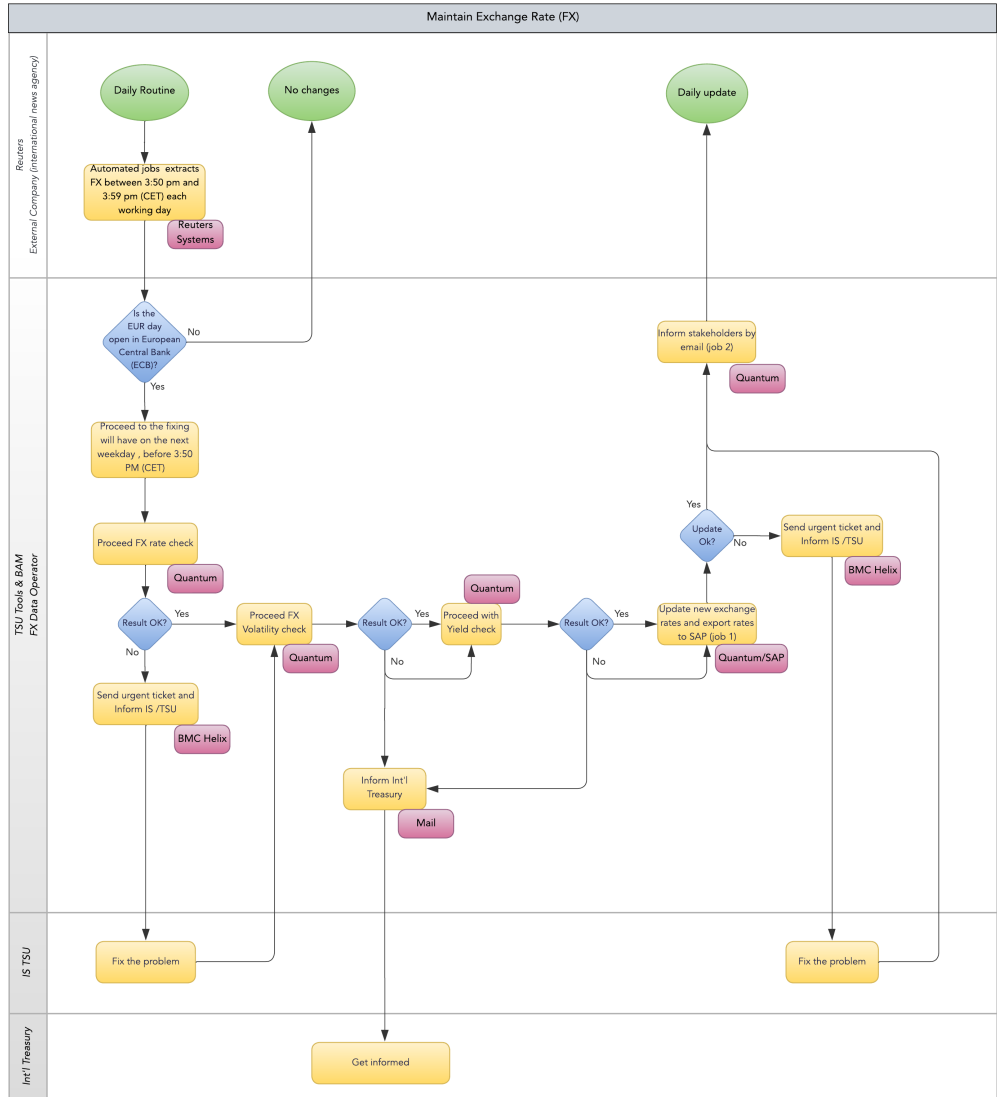 Maintain Exchange Rate (FX)
Reuters
External Company (international news agency)
Daily Routine
No changes
Daily update
Automated jobs  extracts
FX between 3:50 pm and
3:59 pm (CET) each
working day
Reuters
Systems
TSU Tools & BAM
FX Data Operator
Is the
EUR day
open in European
Central Bank
(ECB)?
No
Yes
Inform stakeholders by
email (job 2)
Quantum
Proceed to the fixing
will have on the next
weekday , before 3:50
PM (CET)
Proceed FX rate check
Quantum
Yes
Update
Ok?
No
Send urgent ticket and
Inform IS /TSU
BMC Helix
Result OK?
Yes
No
Proceed FX
Volatility check
Quantum
Result OK?
Yes
No
Quantum
Proceed with
Yield check
Result OK?
Yes
No
Update new exchange
rates and export rates
to SAP (job 1)
Quantum/SAP
Send urgent ticket and
Inform IS /TSU
BMC Helix
Inform Int'l
Treasury
Mail
IS TSU
Fix the problem
Fix the problem
Int'l Treasury
Get informed